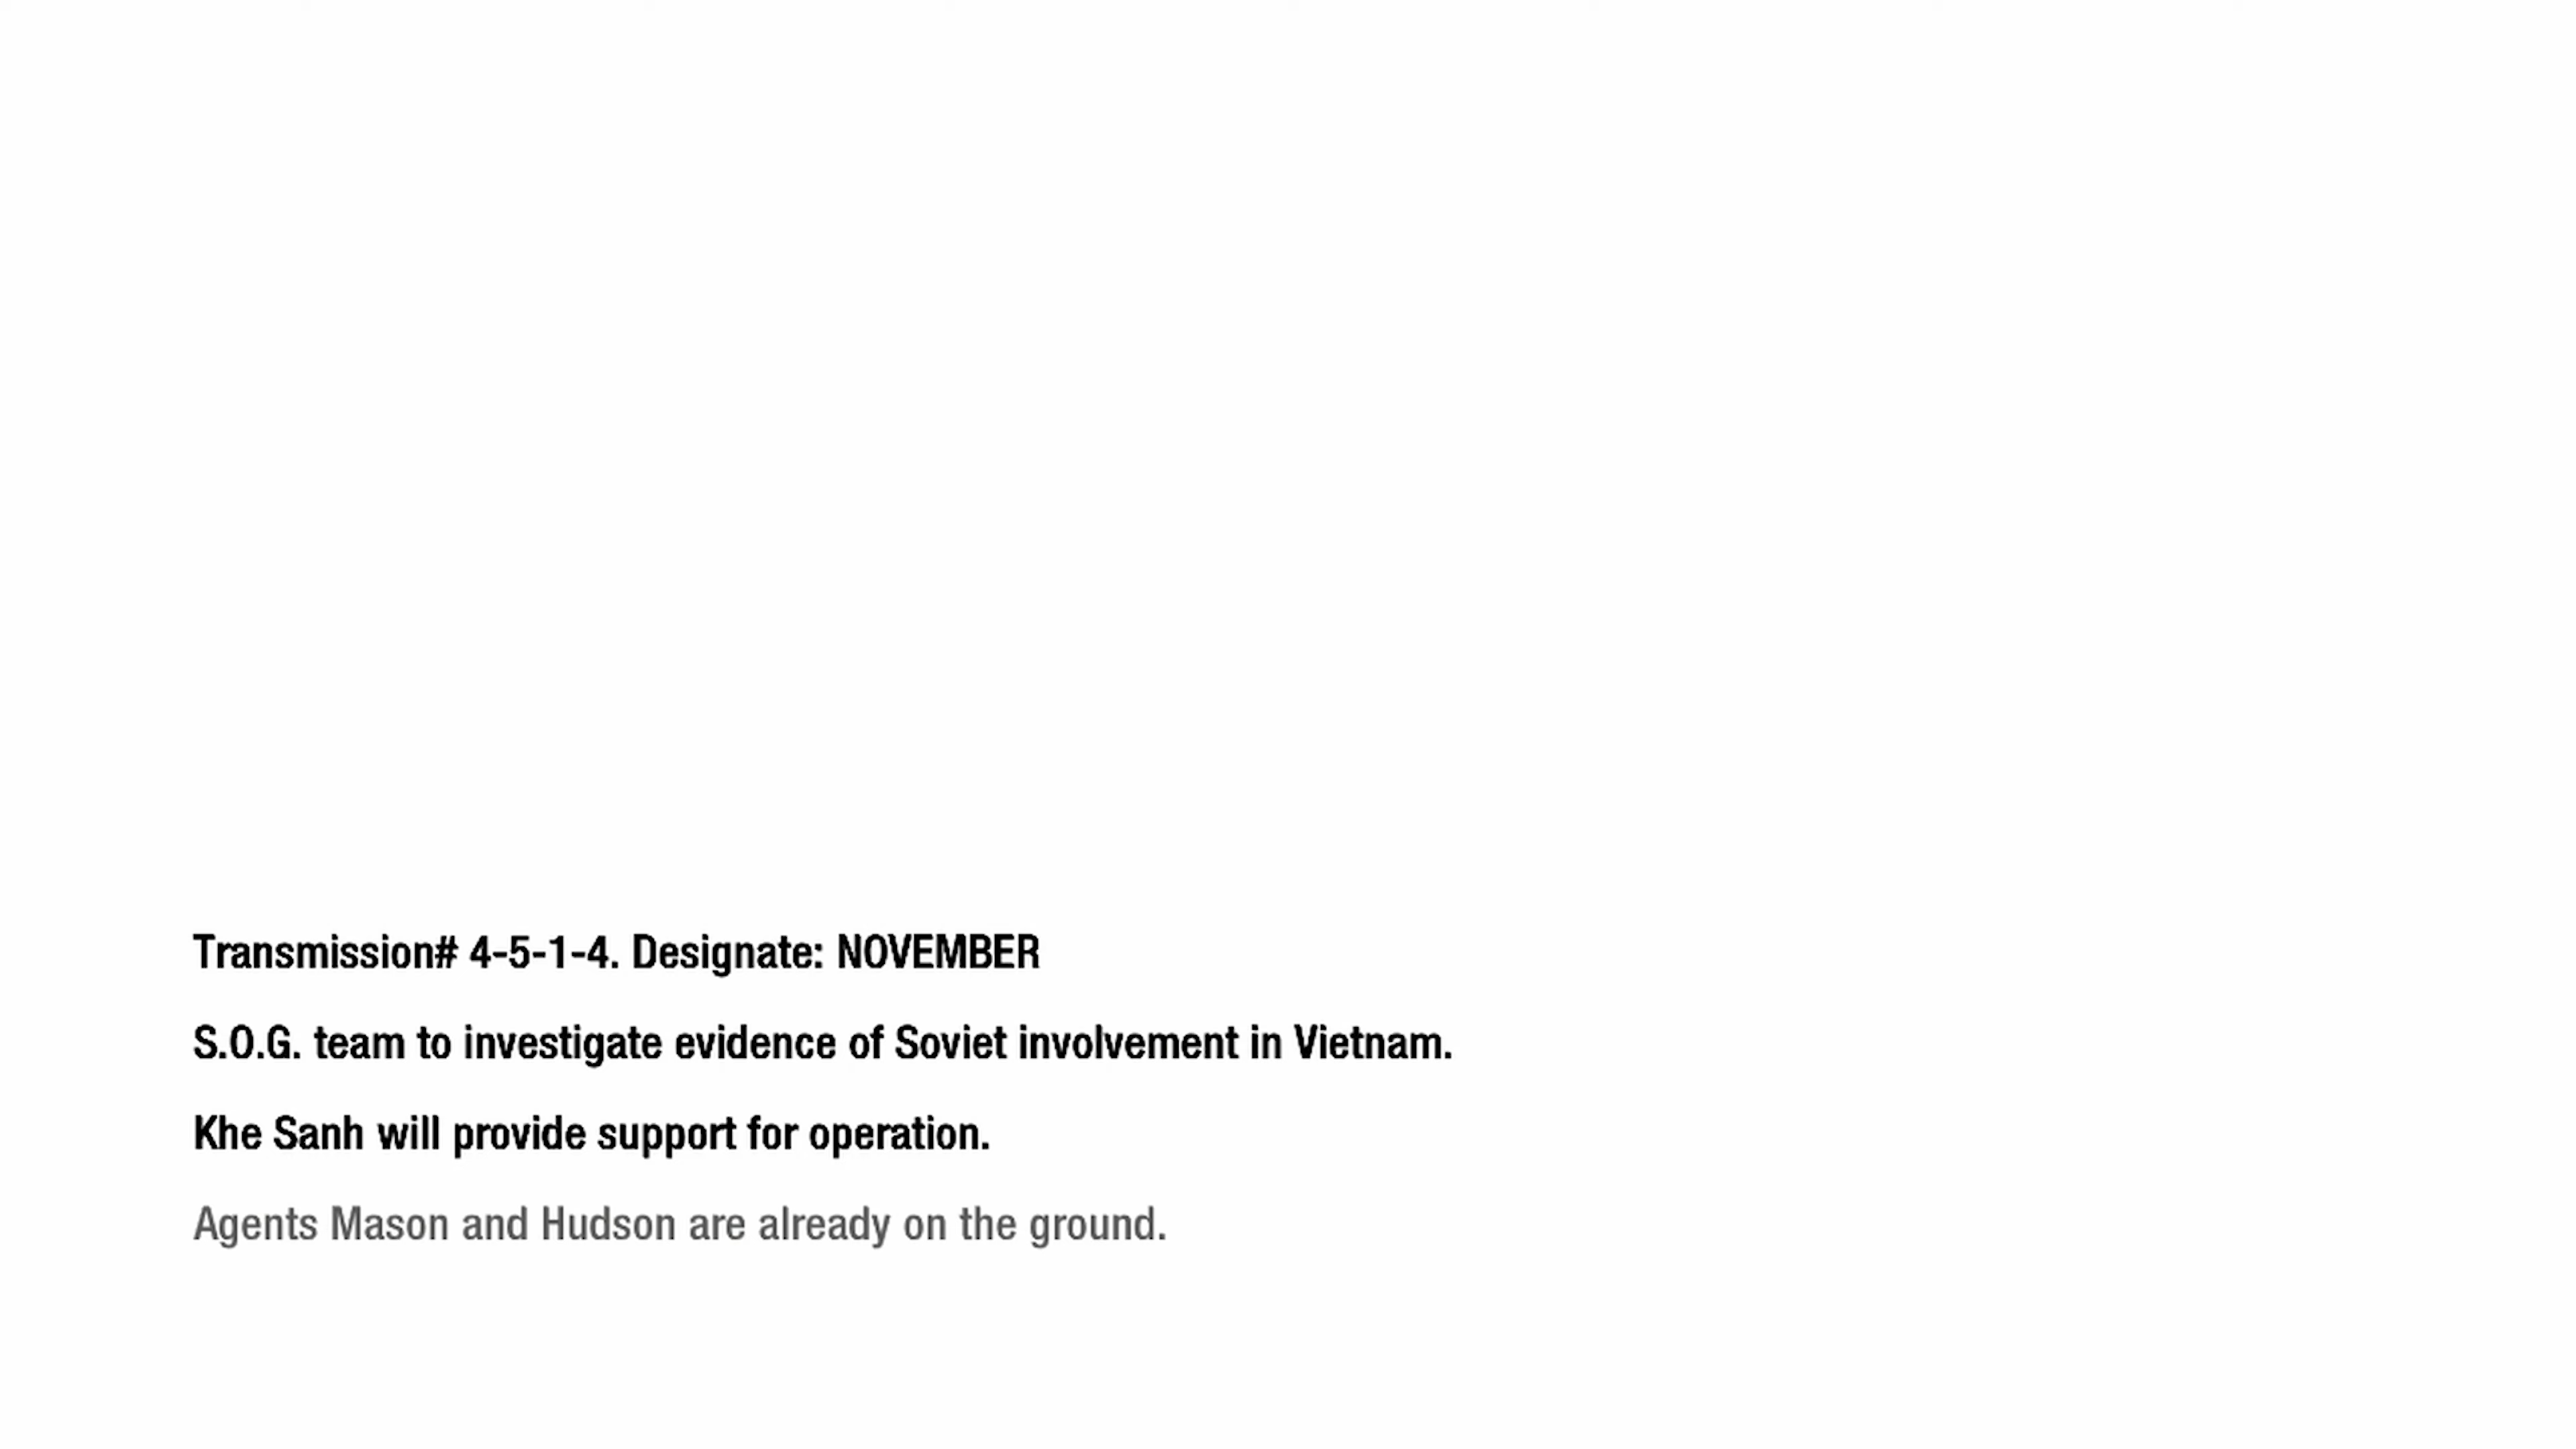 Transmission# 4-5-1-4. Designate: NOVEMBER
S.O.G. team to investigate evidence of Soviet involvement in Vietnam.
Khe Sanh will provide support for operation.
Agents Mason and Hudson are already on the ground.